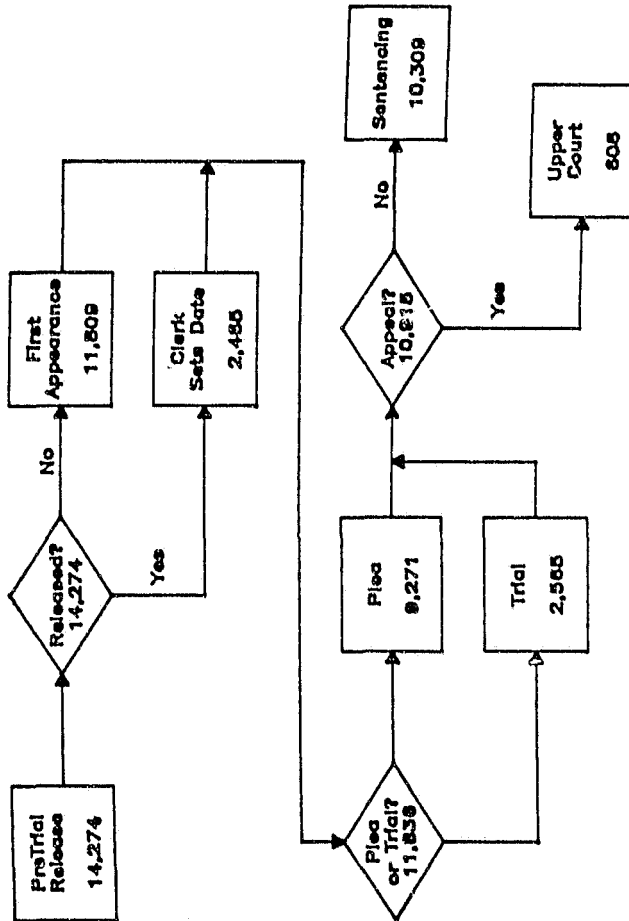 PreTrial
Release
14,274
Released?
14,274
No
Yes
First
Appearance
11,809
Clerk
Sets Date
2,465
Plea
or Trial?
11,836
Plea
9,271
Trial
2,565
Appeal?
10,915
No
Yes
Sentencing
10,309
Upper
Court
606